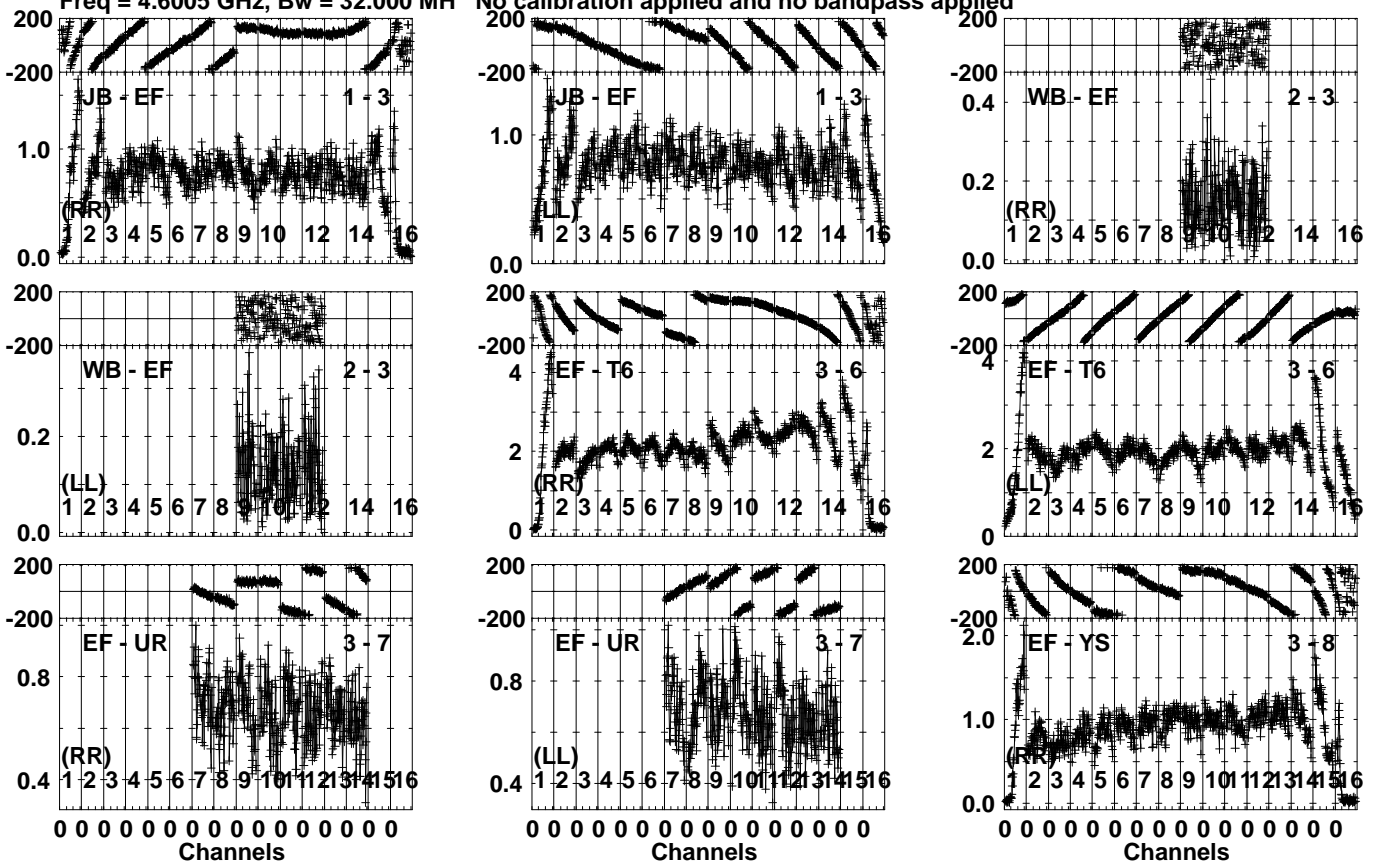 Freq = 4.6005 GHz, Bw = 32.000 MH No calibration applied and no bandpass applied
200
-200
JB - EF 1 - 3
1.0
(RR)
2 3 4 5 6 7 8 9 10 12 14 16
0.0
JB - EF 1 - 3
1.0
(LL)
1 2 3 4 5 6 7 8 9 10 12 14 16
0.0
200
-200
WB - EF 2 - 3
0.4
0.2
(RR)
1 2 3 4 5 6 7 8 9 10 12 14 16
0.0
200
-200
WB - EF 2 - 3
0.2
(LL)
1 2 3 4 5 6 7 8 9 10 12 14 16
0.0
200
-200
EF - T6 3 - 6
4
2
(RR)
1 2 3 4 5 6 7 8 9 10 12 14 16
0
200
-200
EF - T6 3 - 6
4
2
(LL)
2 3 4 5 6 7 8 9 10 12 14 16
0
200
-200
EF - UR 3 - 7
0.8
(RR)
0.4
1 2 3 4 5 6 7 8 9 10 11 12 13 14 15 16
200
-200
EF - UR 3 - 7
0.8
(LL)
0.4
1 2 3 4 5 6 7 8 9 10 11 12 13 14 15 16
200
-200
EF - YS 3 - 8
2.0
1.0
(RR)
1 2 3 4 5 6 7 8 9 10 11 12 13 14 15 16
0.0
0 0 0 0 0 0 0 0 0 0 0 0 0 0 0 0
Channels
0 0 0 0 0 0 0 0 0 0 0 0 0 0 0 0
Channels
0 0 0 0 0 0 0 0 0 0 0 0 0 0 0 0
Channels